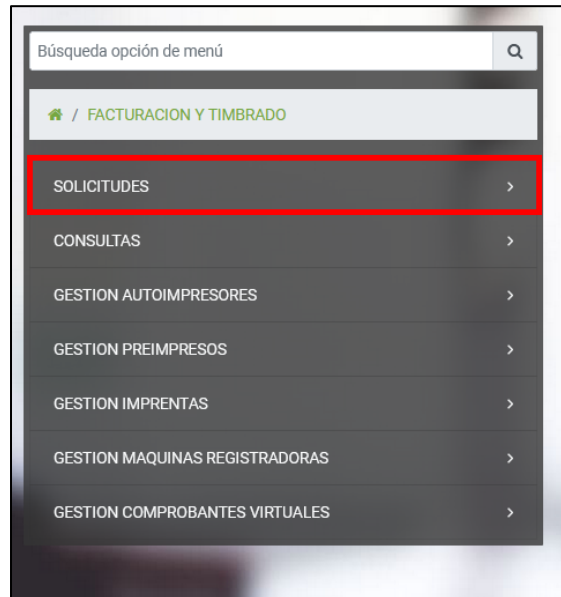 Búsqueda opción de menú
/ FACTURACION Y TIMBRADO
SOLICITUDES
CONSULTAS
GESTION AUTOIMPRESORES
GESTION PREIMPRESOS
GESTION IMPRENTAS
GESTION MAQUINAS REGISTRADORAS
GESTION COMPROBANTES VIRTUALES